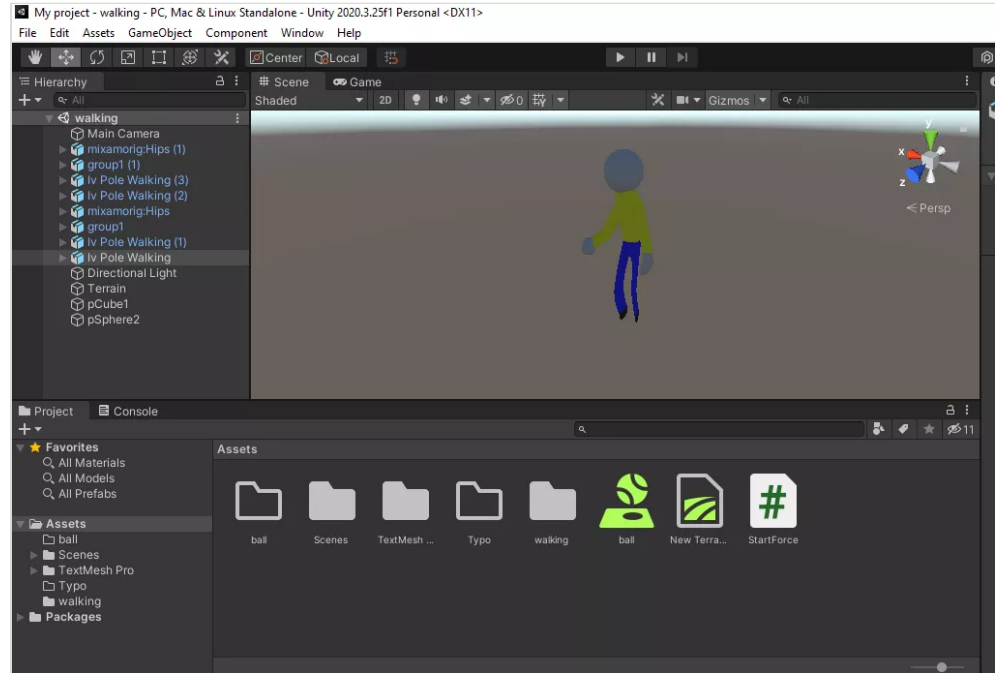 My project - walking - PC, Mac & Linux Standalone - Unity 2020.3.25f1 Personal <DX11>
File Edit Assets GameObject Component Window Help
Center Local
Hierarchy
Scene Game
All
Shaded 2D 0 Gizmos All
walking
Main Camera
mixamorig:Hips (1)
group1 (1)
lv Pole Walking (3)
lv Pole Walking (2)
mixamorig:Hips
group1
lv Pole Walking (1)
lv Pole Walking
Directional Light
Terrain
pCube1
pSphere2
y
x
z
Persp
Project Console
11
Favorites
All Materials
All Models
All Prefabs
Assets
ball
Scenes
TextMesh Pro
Typo
walking
Packages
Assets
ball Scenes TextMesh ... Typo walking ball New Terra... StartForce